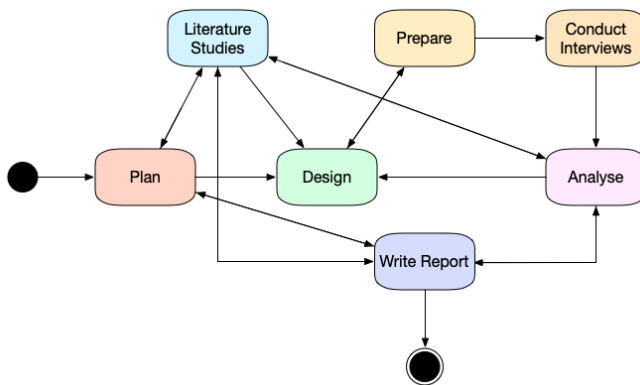 Literature
Studies
Prepare
Conduct
Interviews
Plan
Design
Analyse
Write Report